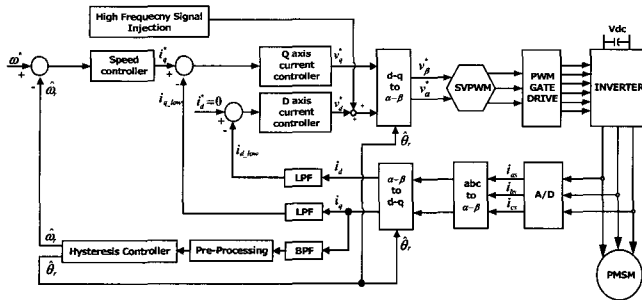 High Frequecny Signal
Injection
Vdc
ω*
Speed
controller
i*q
Q axis
current
controller
v*q
d-q
to
α-β
v*β
v*α
SVPWM
PWM
GATE
DRIVE
INVERTER
+
-
ω̂r
iq_low
i*d=0
D axis
current
controller
v*d
id_low
θ̂r
LPF
id
α-β
to
d-q
abc
to
α-β
ias
ibs
ics
A/D
LPF
iq
ω̂r
Hysteresis Controller
Pre-Processing
BPF
θ̂r
θ̂r
PMSM